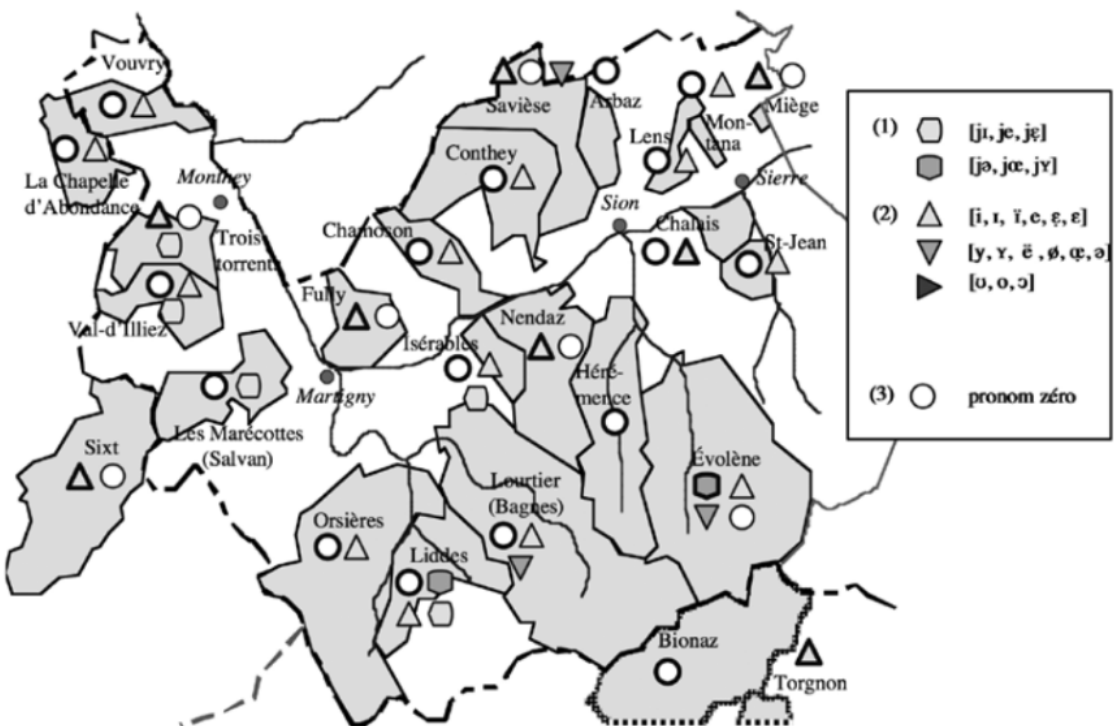 Vouvry
Savièse
Arbaz
Miège
Mon-
tana
Lens
Conthey
La Chapelle
d'Abondance
Monthey
Sierre
Sion
Trois-
torrents
Chamoson
Chalais
St-Jean
Fully
Nendaz
Val-d'Illiez
Isérables
Héré-
mence
Martigny
Les Marécottes
(Salvan)
Sixt
Évolène
Lourtier
(Bagnes)
Orsières
Liddes
Bionaz
Torgnon
(1) [jɪ, je, jẹ]
[jə, jœ, jʏ]
(2) [i, ɪ, ï, e, ẹ, ɛ]
[y, ʏ, ë, ø, œ̣, ə]
[ʊ, o, ɔ]
(3) pronom zéro